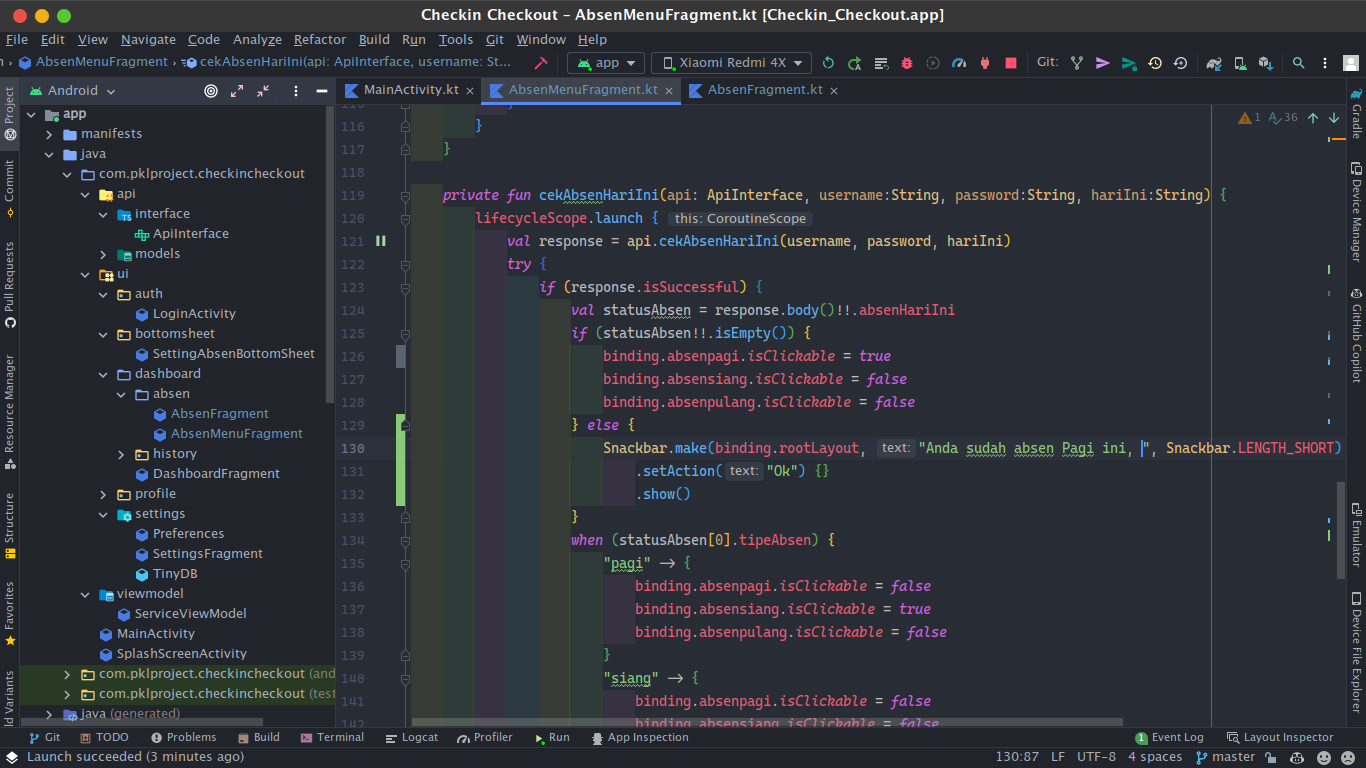 Checkin Checkout – AbsenMenuFragment.kt [Checkin_Checkout.app]
File Edit View Navigate Code Analyze Refactor Build Run Tools Git Window Help
AbsenMenuFragment › cekAbsenHariIni(api: ApiInterface, username: St... app Xiaomi Redmi 4X Git:
Android MainActivity.kt AbsenMenuFragment.kt AbsenFragment.kt
Project
Commit
Pull Requests
Resource Manager
Structure
Favorites
ld Variants
app
manifests
java
com.pklproject.checkincheckout
api
interface
ApiInterface
models
ui
auth
LoginActivity
bottomsheet
SettingAbsenBottomSheet
dashboard
absen
AbsenFragment
AbsenMenuFragment
history
DashboardFragment
profile
settings
Preferences
SettingsFragment
TinyDB
viewmodel
ServiceViewModel
MainActivity
SplashScreenActivity
com.pklproject.checkincheckout (and
com.pklproject.checkincheckout (test
java (generated)
1 36
116 }
117 }
118
119 private fun cekAbsenHariIni(api: ApiInterface, username:String, password:String, hariIni:String) {
120 lifecycleScope.launch { this: CoroutineScope
121 val response = api.cekAbsenHariIni(username, password, hariIni)
122 try {
123 if (response.isSuccessful) {
124 val statusAbsen = response.body()!!.absenHariIni
125 if (statusAbsen!!.isEmpty()) {
126 binding.absenpagi.isClickable = true
127 binding.absensiang.isClickable = false
128 binding.absenpulang.isClickable = false
129 } else {
130 Snackbar.make(binding.rootLayout, text: "Anda sudah absen Pagi ini, ", Snackbar.LENGTH_SHORT)
131 .setAction( text: "Ok") {}
132 .show()
133 }
134 when (statusAbsen[0].tipeAbsen) {
135 "pagi" -> {
136 binding.absenpagi.isClickable = false
137 binding.absensiang.isClickable = true
138 binding.absenpulang.isClickable = false
139 }
140 "siang" -> {
141 binding.absenpagi.isClickable = false
142 binding.absensiang.isClickable = false
Gradle
Device Manager
GitHub Copilot
Emulator
Device File Explorer
Git TODO Problems Build Terminal Logcat Profiler Run App Inspection 1 Event Log Layout Inspector
Launch succeeded (3 minutes ago) 130:87 LF UTF-8 4 spaces master